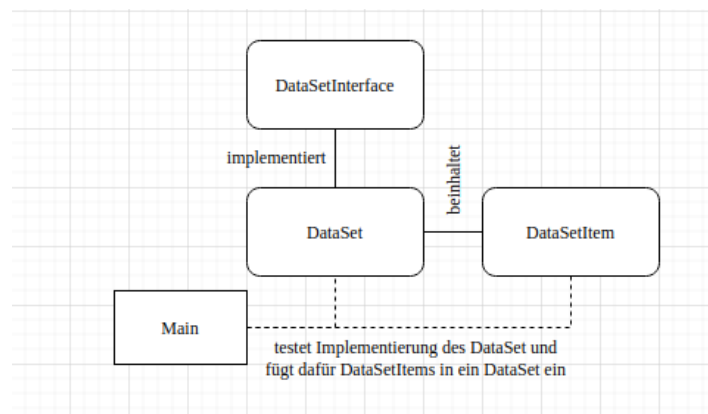 DataSetInterface
implementiert
beinhaltet
DataSet
DataSetItem
Main
testet Implementierung des DataSet und
fügt dafür DataSetItems in ein DataSet ein